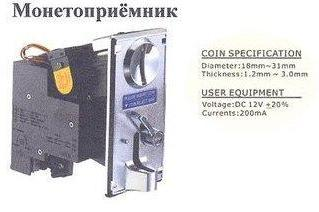 Монетоприёмник
COIN SPECIFICATION
Diameter:18mm~31mm
Thickness:1.2mm ~ 3.0mm
USER EQUIPMENT
Voltage:DC 12V ±20%
Currents:200mA